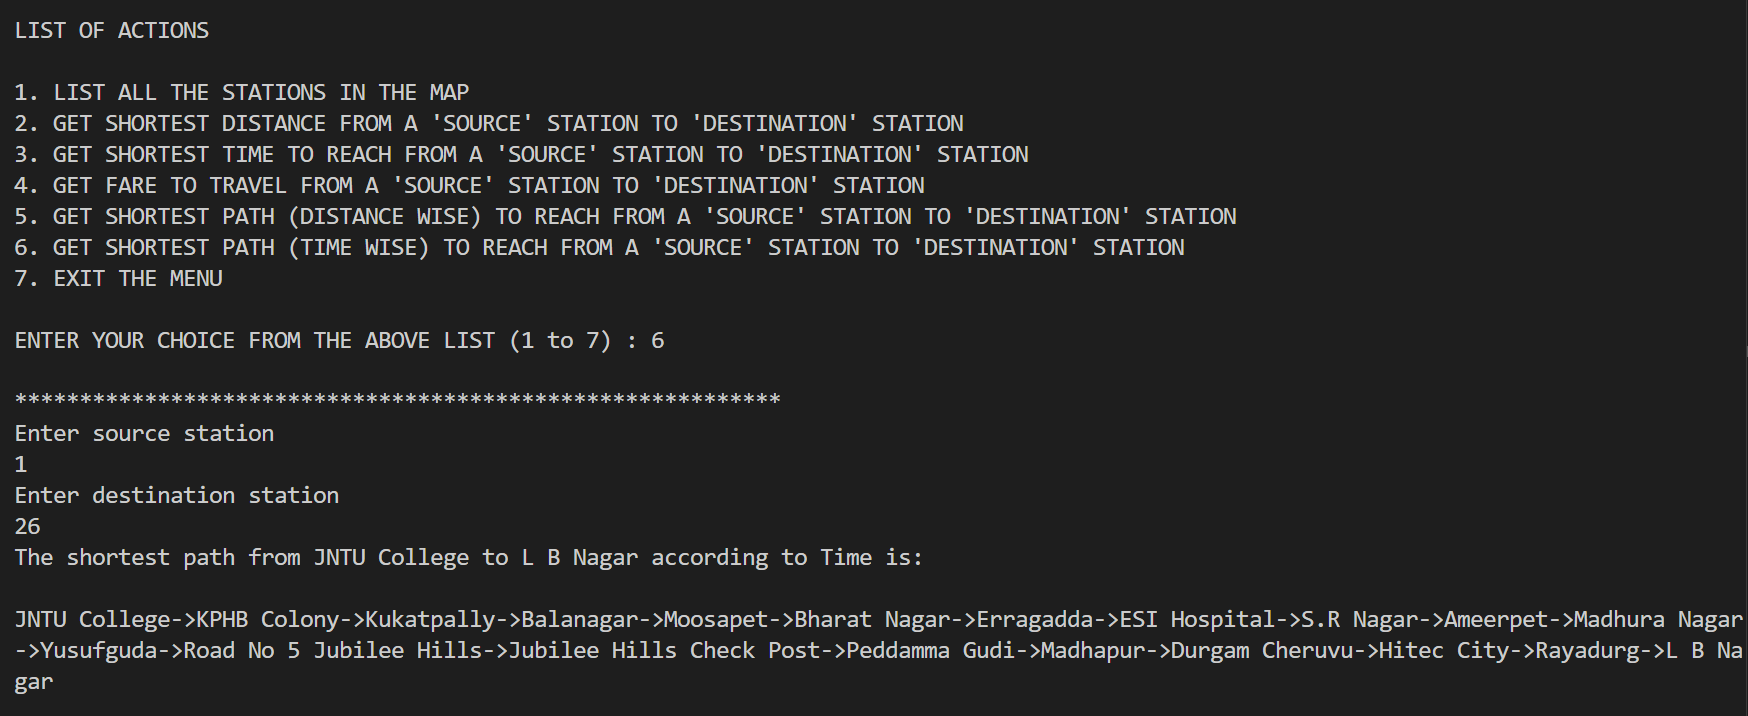 LIST OF ACTIONS
1. LIST ALL THE STATIONS IN THE MAP
2. GET SHORTEST DISTANCE FROM A 'SOURCE' STATION TO 'DESTINATION' STATION
3. GET SHORTEST TIME TO REACH FROM A 'SOURCE' STATION TO 'DESTINATION' STATION
4. GET FARE TO TRAVEL FROM A 'SOURCE' STATION TO 'DESTINATION' STATION
5. GET SHORTEST PATH (DISTANCE WISE) TO REACH FROM A 'SOURCE' STATION TO 'DESTINATION' STATION
6. GET SHORTEST PATH (TIME WISE) TO REACH FROM A 'SOURCE' STATION TO 'DESTINATION' STATION
7. EXIT THE MENU
ENTER YOUR CHOICE FROM THE ABOVE LIST (1 to 7) : 6
***********************************************************
Enter source station
1
Enter destination station
26
The shortest path from JNTU College to L B Nagar according to Time is:
JNTU College->KPHB Colony->Kukatpally->Balanagar->Moosapet->Bharat Nagar->Erragadda->ESI Hospital->S.R Nagar->Ameerpet->Madhura Nagar
->Yusufguda->Road No 5 Jubilee Hills->Jubilee Hills Check Post->Peddamma Gudi->Madhapur->Durgam Cheruvu->Hitec City->Rayadurg->L B Na
gar